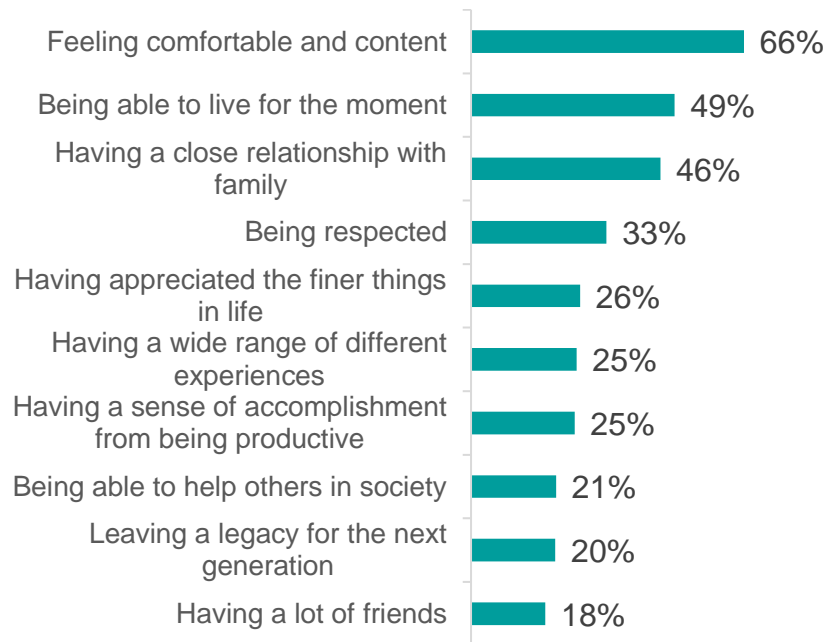 Feeling comfortable and content 66%
Being able to live for the moment 49%
Having a close relationship with
family 46%
Being respected 33%
Having appreciated the finer things
in life 26%
Having a wide range of different
experiences 25%
Having a sense of accomplishment
from being productive 25%
Being able to help others in society 21%
Leaving a legacy for the next
generation 20%
Having a lot of friends 18%